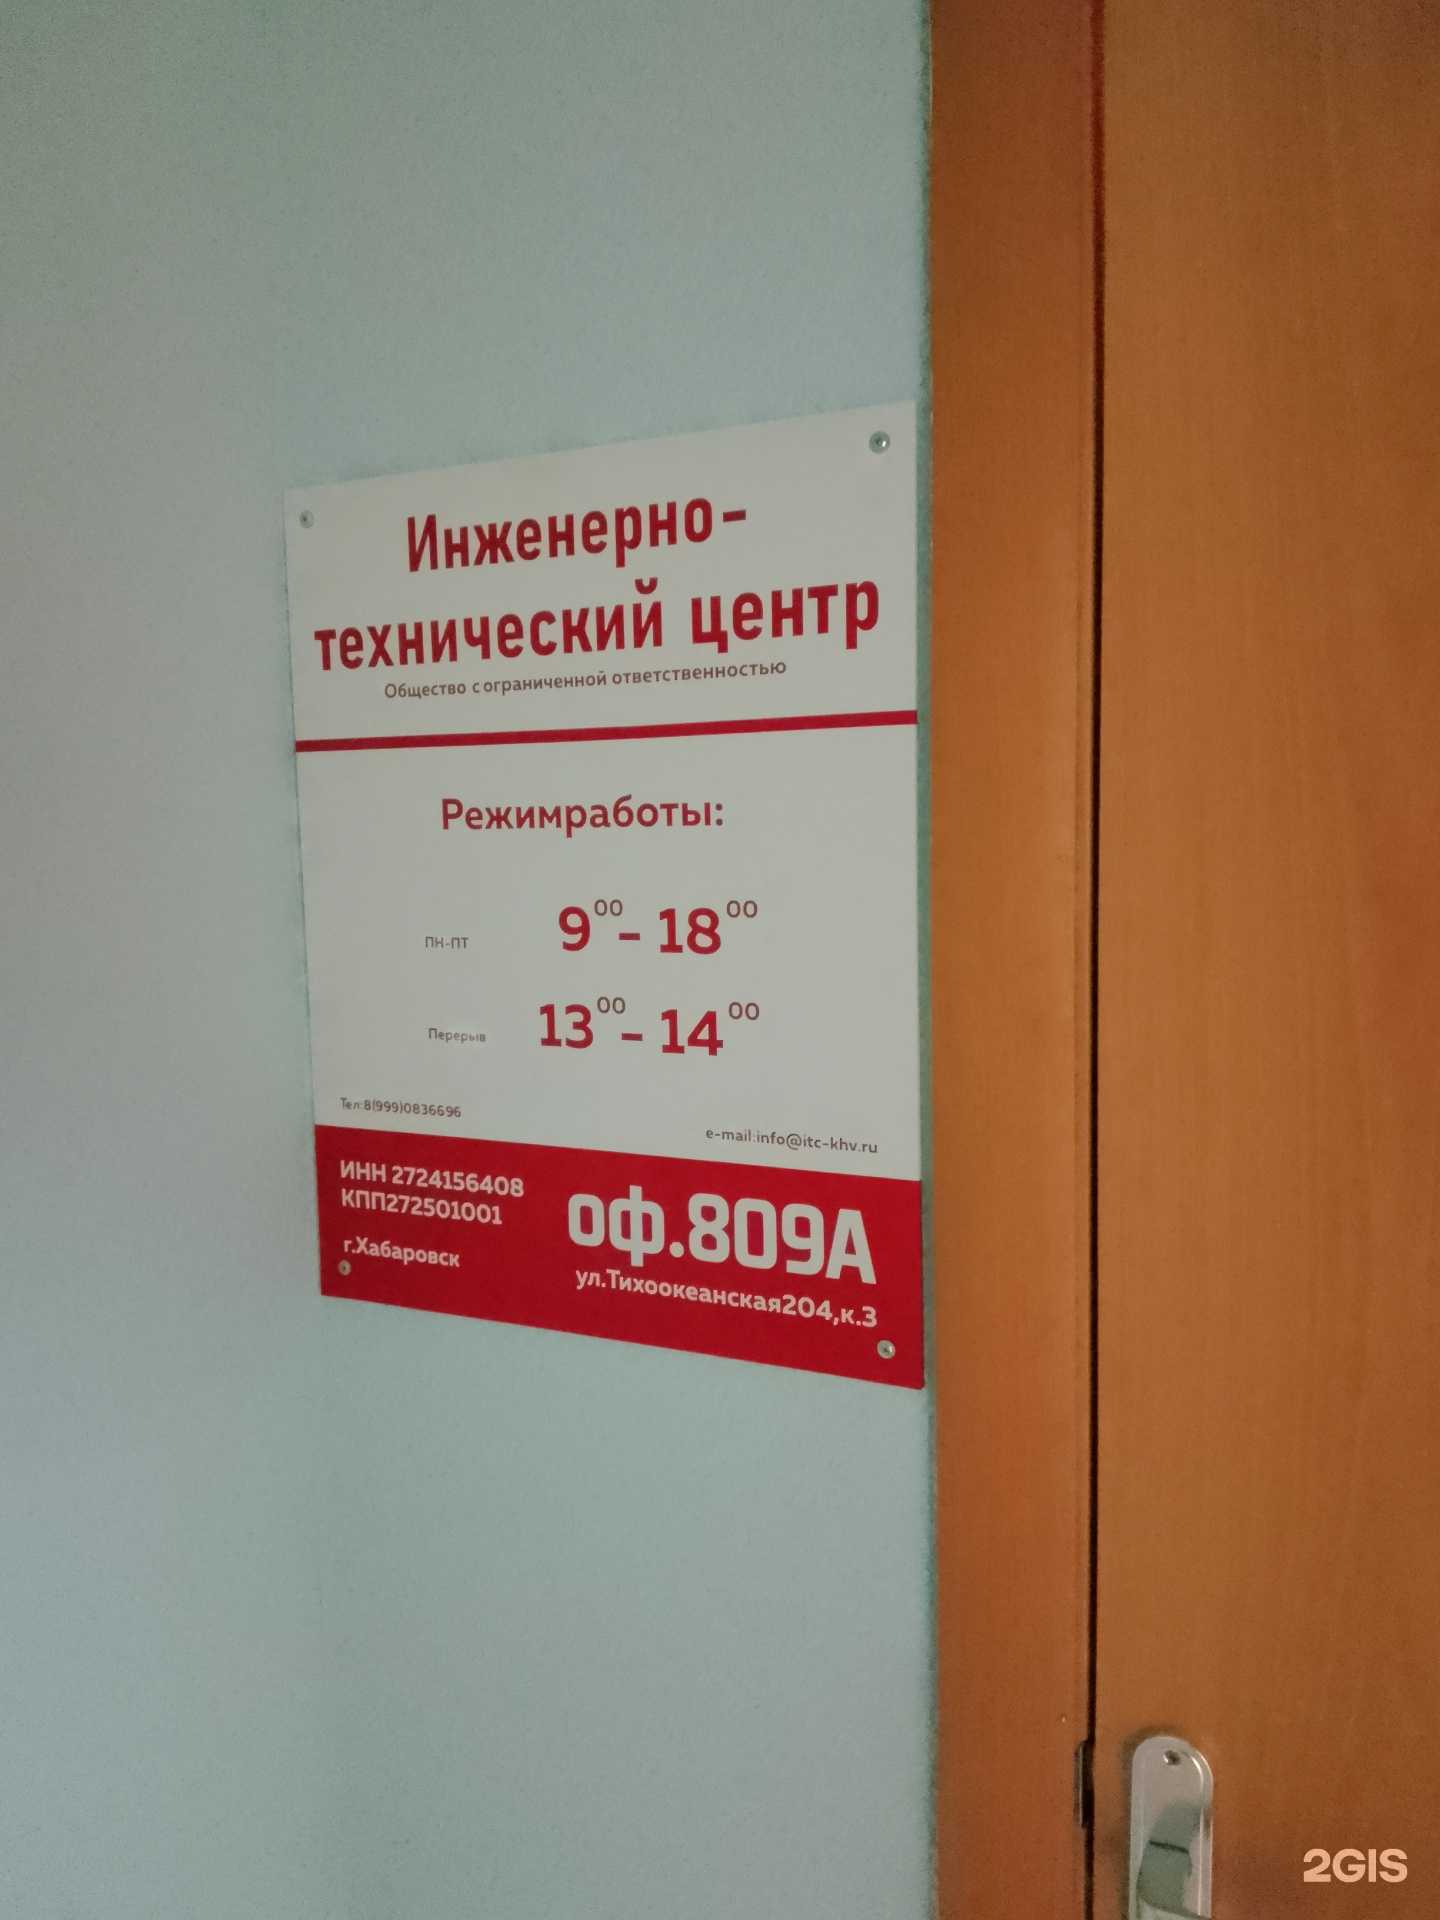 Инженерно-
технический центр
Общество с ограниченной ответственностью
Режимработы:
ПН-ПТ 9⁰⁰- 18⁰⁰
Перерыв 13⁰⁰- 14⁰⁰
Тел:8(999)0836696
e-mail:info@itc-khv.ru
ИНН 2724156408
КПП272501001
г.Хабаровск
оф.809А
ул.Тихоокеанская204,к.3
2GIS